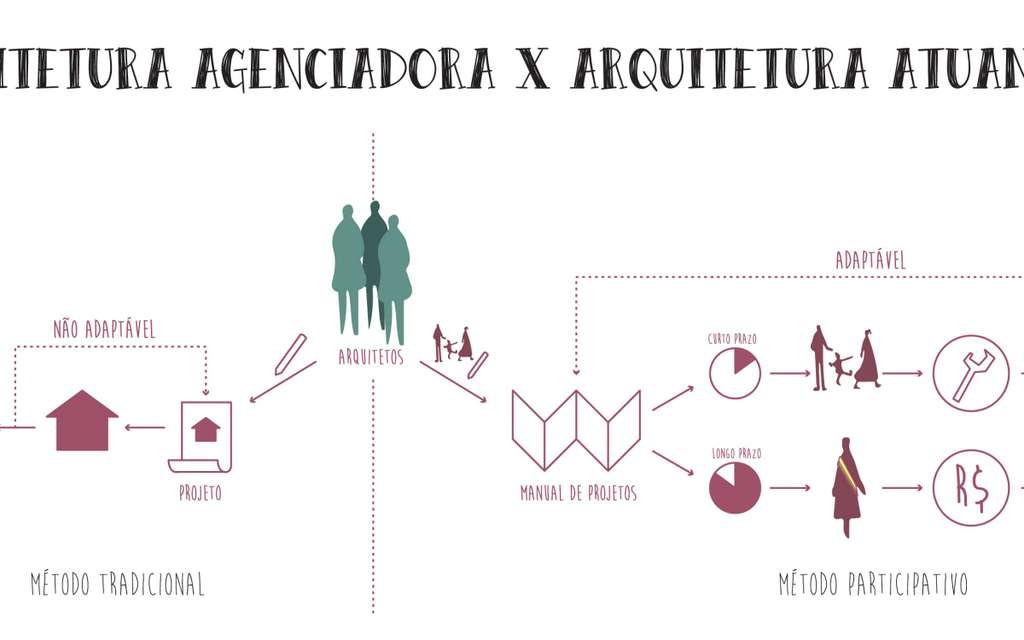 ITETURA AGENCIADORA X ARQUITETURA ATUAN
ADAPTÁVEL
NÃO ADAPTÁVEL
ARQUITETOS
CURTO PRAZO
LONGO PRAZO
R$
PROJETO
MANUAL DE PROJETOS
MÉTODO TRADICIONAL
MÉTODO PARTICIPATIVO